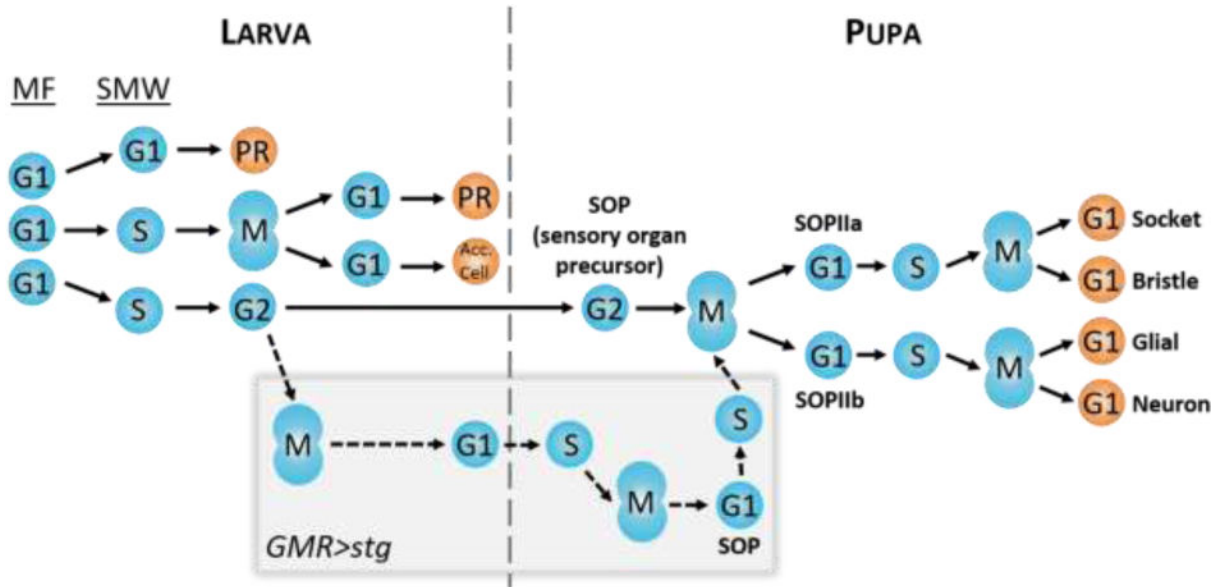 LARVA
PUPA
MF
SMW
G1
G1
PR
G1
S
M
G1
PR
G1
Acc.
Cell
G1
S
G2
SOP
(sensory organ
precursor)
G2
M
SOPIIa
G1
S
M
G1 Socket
G1 Bristle
G1
SOPIIb
S
M
G1 Glial
G1 Neuron
M
G1
S
M
G1
SOP
S
GMR>stg